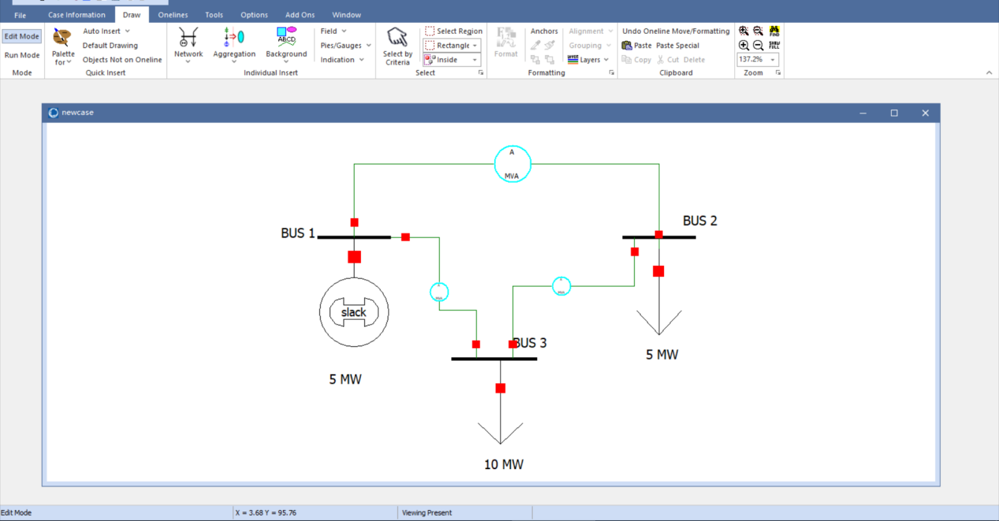 File Case Information Draw Onelines Tools Options Add Ons Window
Edit Mode
Run Mode
Mode
Palette for
Auto Insert
Default Drawing
Objects Not on Oneline
Quick Insert
Network
Aggregation
ABCD
Background
Field
Pies/Gauges
Indication
Individual Insert
Select by Criteria
Select Region
Rectangle
Inside
Select
Format
Anchors
Alignment
Grouping
Layers
Formatting
Undo Oneline Move/Formatting
Paste Paste Special
Copy Cut Delete
Clipboard
FIND
SHOW FULL
137.2%
Zoom
newcase
A
MVA
BUS 2
BUS 1
A
MVA
A
MVA
slack
BUS 3
5 MW
5 MW
10 MW
Edit Mode X = 3.68 Y = 95.76 Viewing Present